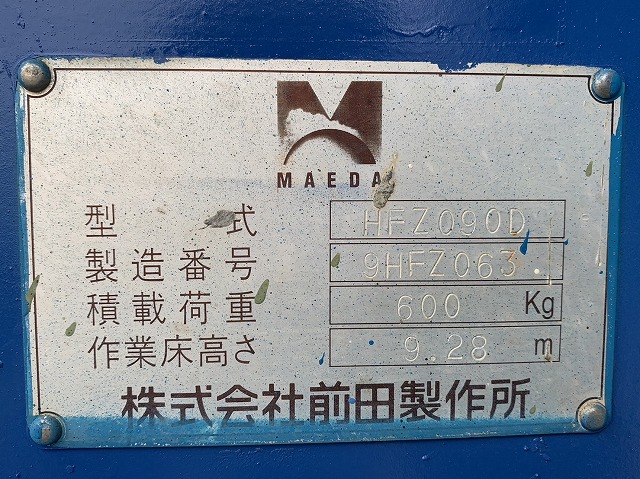 MAEDA
型式 HFZ090D
製造番号 9HFZ063
積載荷重 600 Kg
作業床高さ 9.28 m
株式会社前田製作所